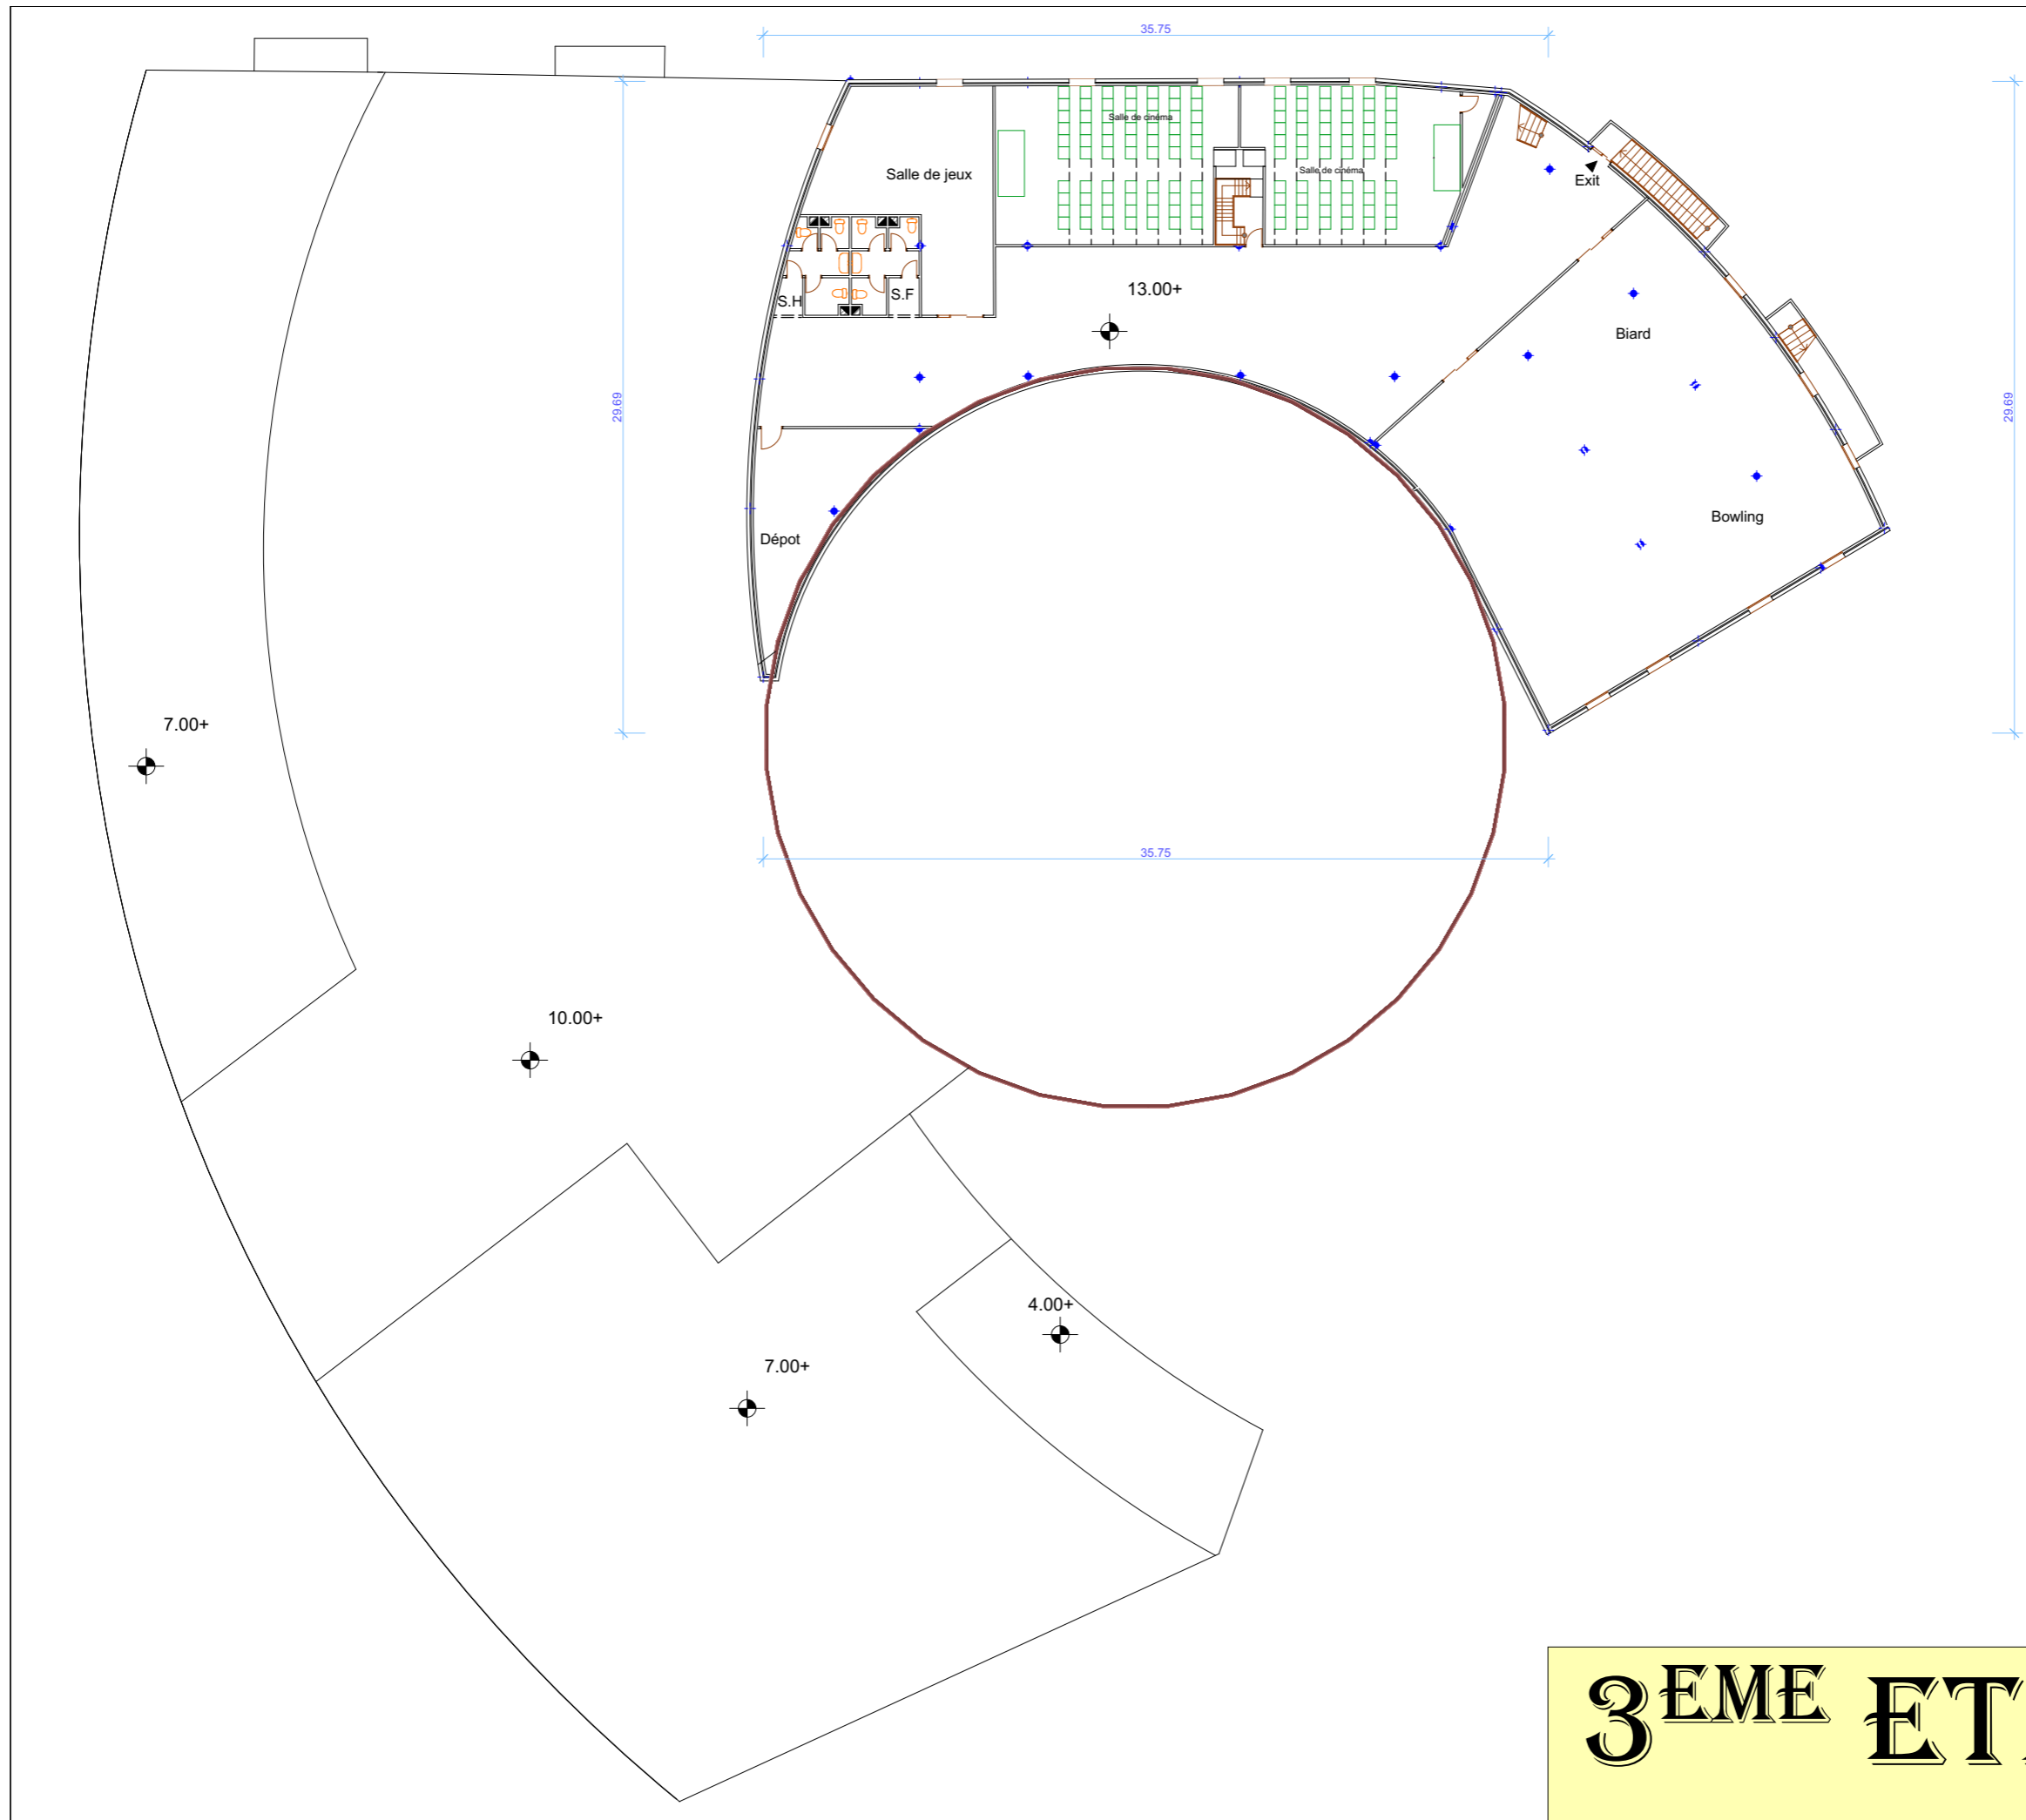 35.75
Salle de cinéma
Salle de jeux
Salle de cinéma
Exit
S.H
S.F
13.00+
Biard
29.69
29.69
Bowling
Dépot
7.00+
35.75
10.00+
4.00+
7.00+
3EME ET